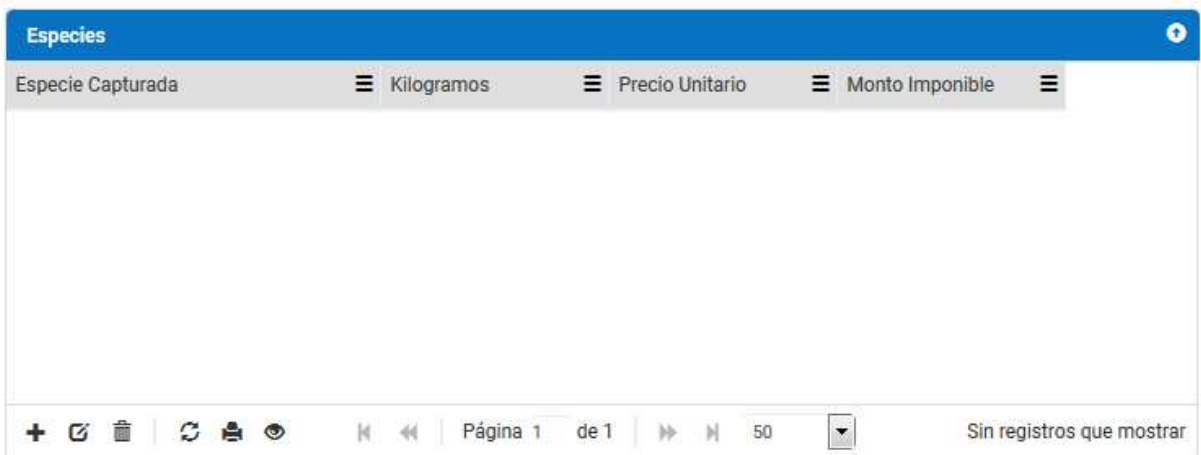 Especies
Especie Capturada Kilogramos Precio Unitario Monto Imponible
Página 1 de 1 50 Sin registros que mostrar